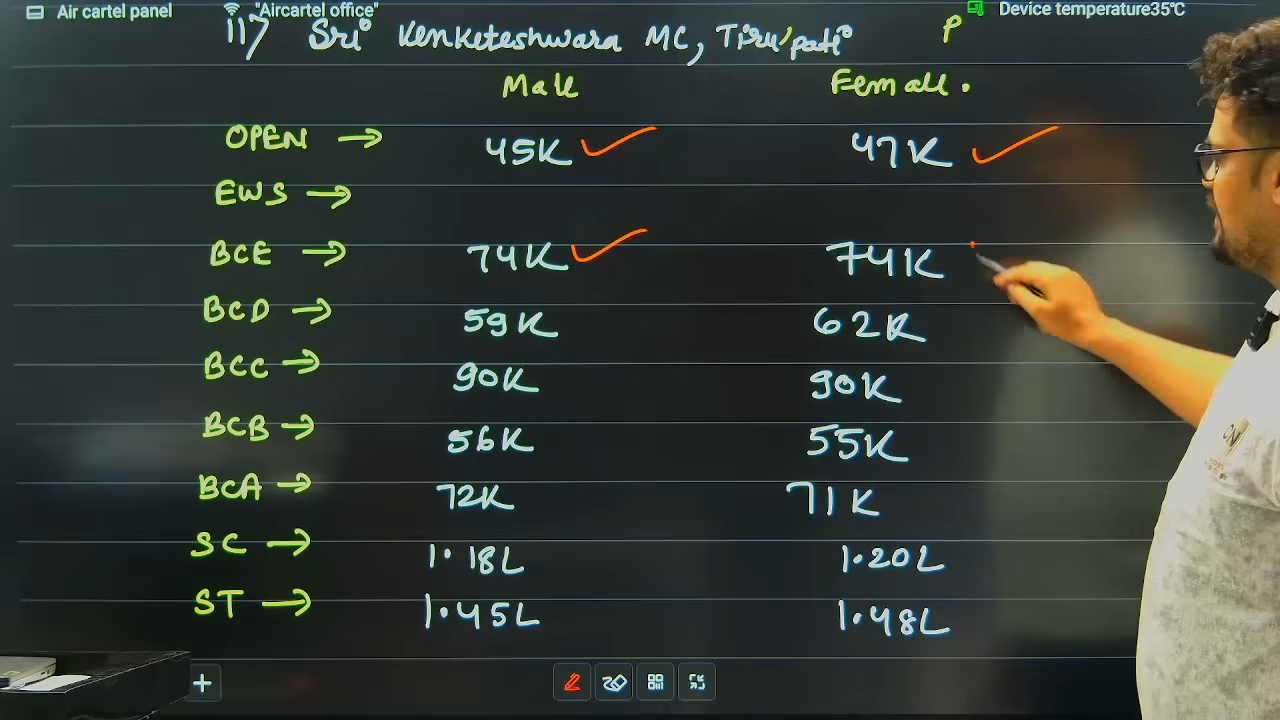 Air cartel panel "Aircartel office" Device temperature35℃
117 Sri Venketeshwara MC, Tirupati P
Male Female.
OPEN → 45K ✓ 47K ✓
EWS →
BCE → 74K ✓ 74K
BCD → 59K 62K
BCC → 90K 90K
BCB → 56K 55K
BCA → 72K 71K
SC → 1.18L 1.20L
ST → 1.45L 1.48L